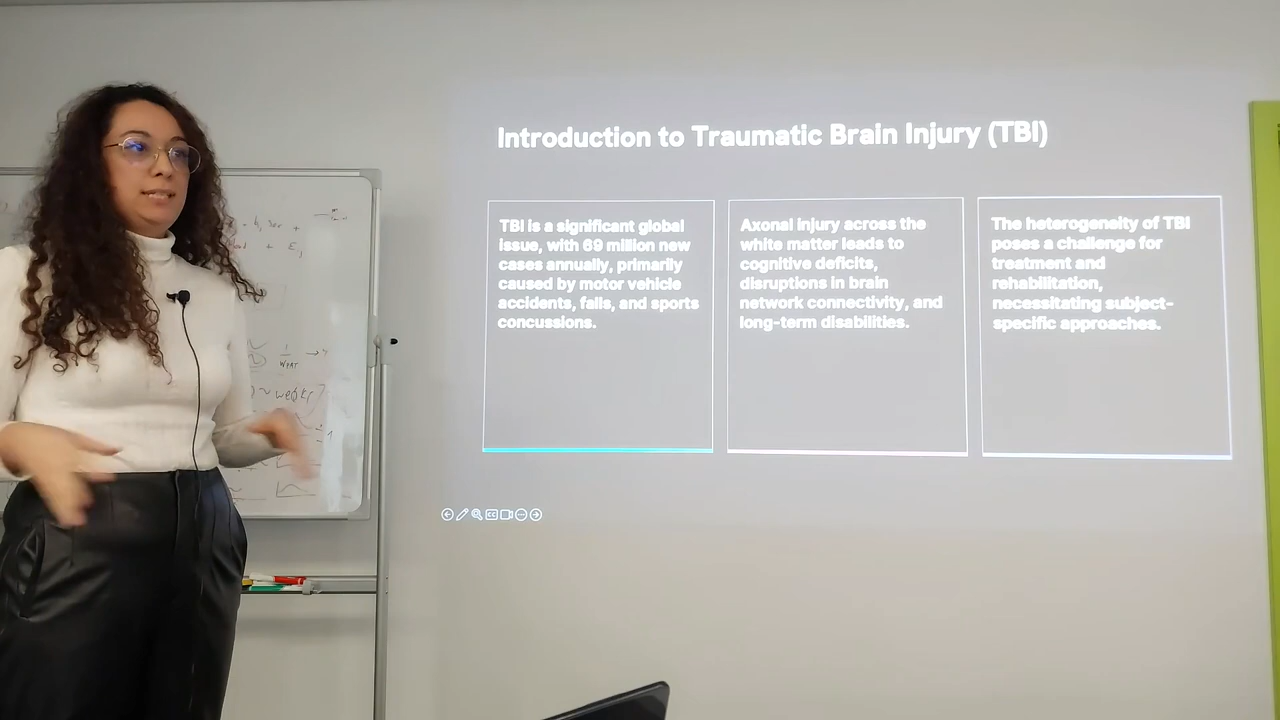 Introduction to Traumatic Brain Injury (TBI)
TBI is a significant global
issue, with 69 million new
cases annually, primarily
caused by motor vehicle
accidents, falls, and sports
concussions.
Axonal injury across the
white matter leads to
cognitive deficits,
disruptions in brain
network connectivity, and
long-term disabilities.
The heterogeneity of TBI
poses a challenge for
treatment and
rehabilitation,
necessitating subject-
specific approaches.